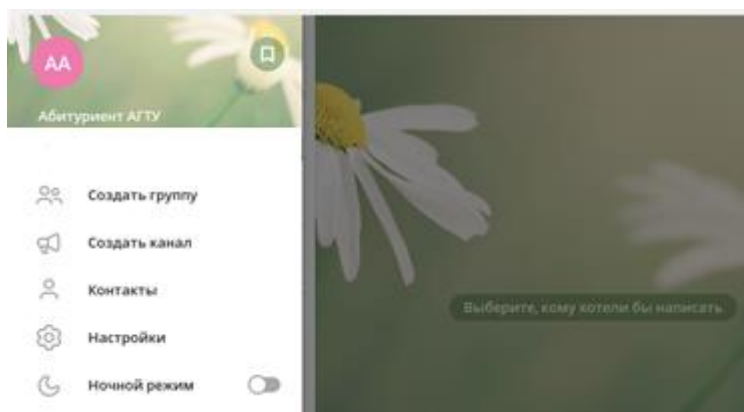 АА
Абитуриент АГТУ
Создать группу
Создать канал
Контакты
Настройки
Ночной режим
Выберите, кому хотели бы написать